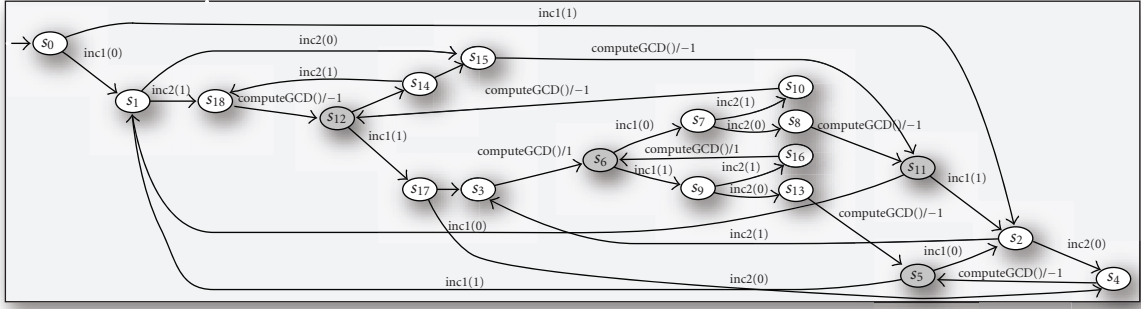 inc1(1)
s0
inc1(0)
inc2(0)
s15
computeGCD()/−1
inc2(1)
s14
s1
inc2(1)
s18
computeGCD()/−1
s12
computeGCD()/−1
s10
inc2(1)
s7
inc2(0)
s8
computeGCD()/−1
inc1(0)
inc1(1)
computeGCD()/1
s6
computeGCD()/1
s16
inc2(1)
inc1(1)
s9
inc2(0)
s13
s11
inc1(1)
s17
s3
computeGCD()/−1
inc1(0)
inc2(1)
s2
inc2(0)
inc1(0)
computeGCD()/−1
s5
s4
inc1(1)
inc2(0)